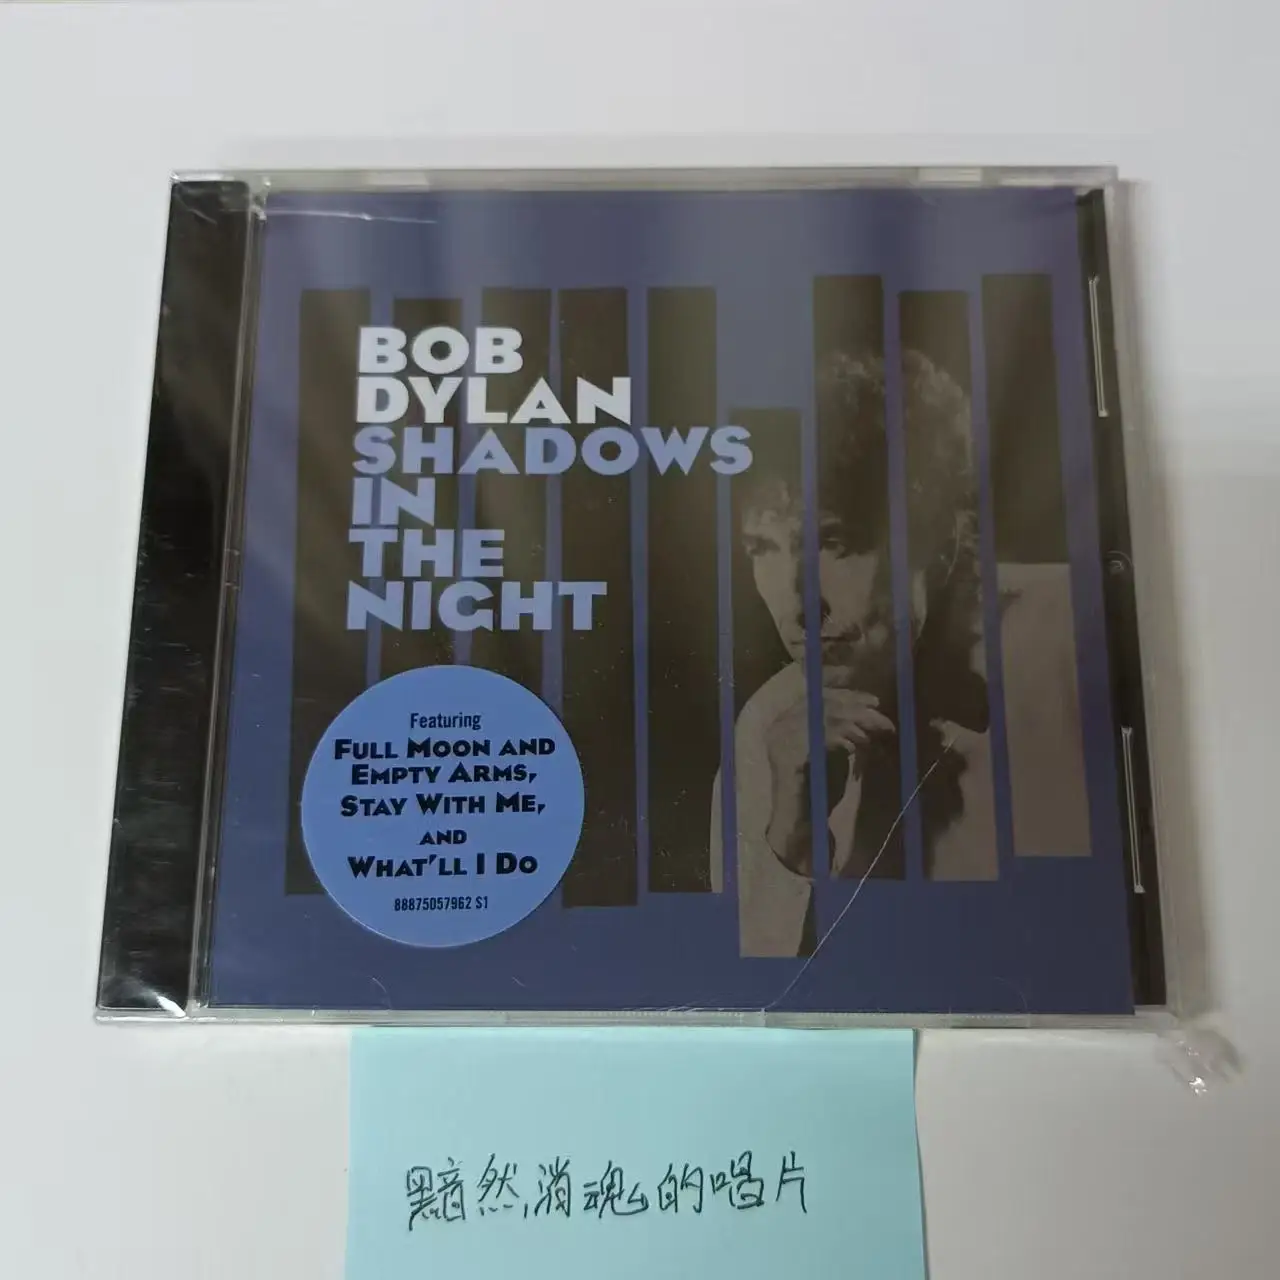 BOB
DYLAN
SHADOWS
IN
THE
NIGHT
Featuring
FULL MOON AND
EMPTY ARMS,
STAY WITH ME,
AND
WHAT'LL I DO
88875057962 S1
黯然消魂的唱片